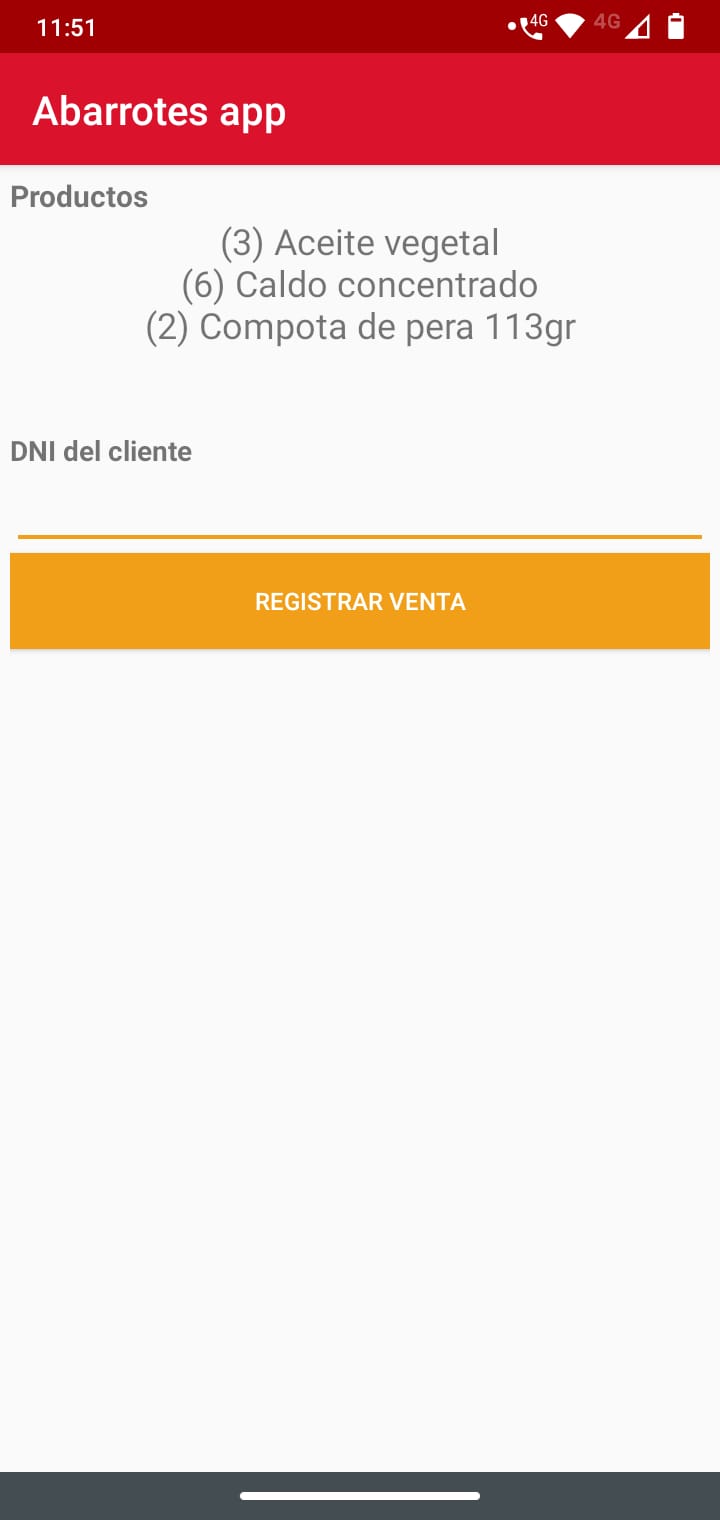 11:51
4G
4G
Abarrotes app
Productos
(3) Aceite vegetal
(6) Caldo concentrado
(2) Compota de pera 113gr
DNI del cliente
REGISTRAR VENTA